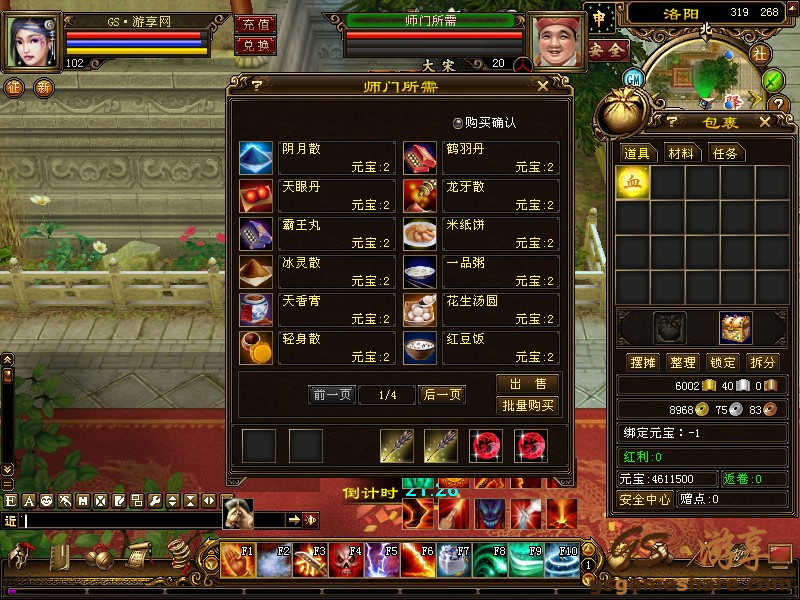 GS·游享网
充值
兑换
102
师门所需
大宋
20
申
安全
洛阳
319 268
北
征
新
GM
社
?
师门所需
购买确认
阴月散
元宝:2
鹤羽丹
元宝:2
天眼丹
元宝:2
龙牙散
元宝:2
霸王丸
元宝:2
米纸饼
元宝:2
冰灵散
元宝:2
一品粥
元宝:2
天香膏
元宝:2
花生汤圆
元宝:2
轻身散
元宝:2
红豆饭
元宝:2
前一页
1/4
后一页
出 售
批量购买
?
包裹
道具
材料
任务
血
摆摊
整理
锁定
拆分
6002
40
0
8968
75
83
绑定元宝:-1
红利:0
元宝:4611500
返卷:0
安全中心
赠点:0
倒计时 21:26
近
F1
F2
F3
F4
F5
F6
F7
F8
F9
F10
1
GS·游享